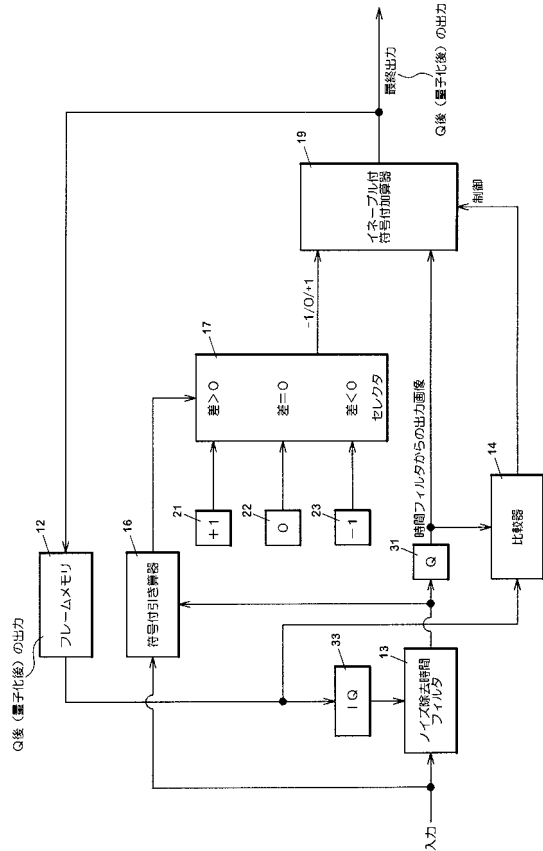 Q後（量子化後）の出力
12
フレームメモリ
16
符号付引き算器
21
+1
22
0
23
-1
17
差>0
差=0
差<0
セレクタ
-1/0/+1
19
イネーブル付
符号付加算器
制御
最終出力
Q後（量子化後）の出力
入力
33
IQ
13
ノイズ除去時間
フィルタ
31
Q
時間フィルタからの出力画像
14
比較器